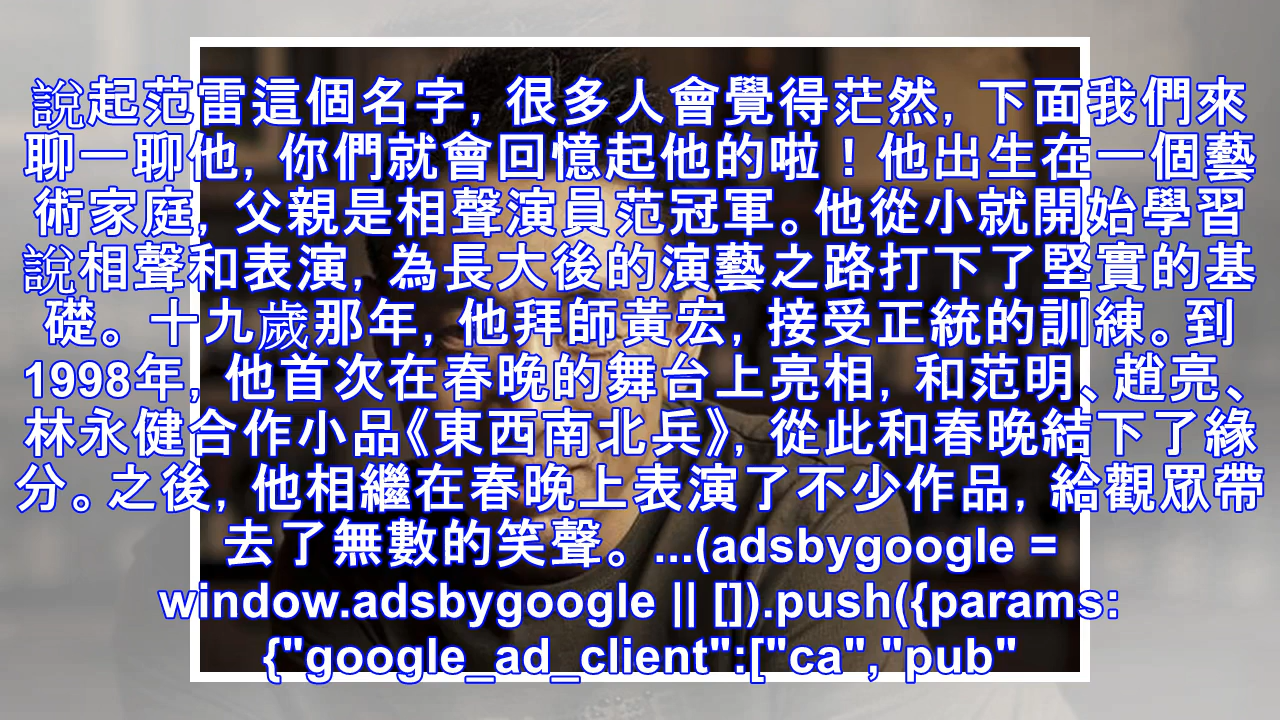 說起范雷這個名字, 很多人會覺得茫然, 下面我們來
聊一聊他, 你們就會回憶起他的啦！他出生在一個藝
術家庭, 父親是相聲演員范冠軍。他從小就開始學習
說相聲和表演, 為長大後的演藝之路打下了堅實的基
礎。十九歲那年, 他拜師黃宏, 接受正統的訓練。到
1998年, 他首次在春晚的舞台上亮相, 和范明、趙亮、
林永健合作小品《東西南北兵》, 從此和春晚結下了緣
分。之後, 他相繼在春晚上表演了不少作品, 給觀眾帶
去了無數的笑聲。...(adsbygoogle =
window.adsbygoogle || []).push({params:
{"google_ad_client":["ca","pub"